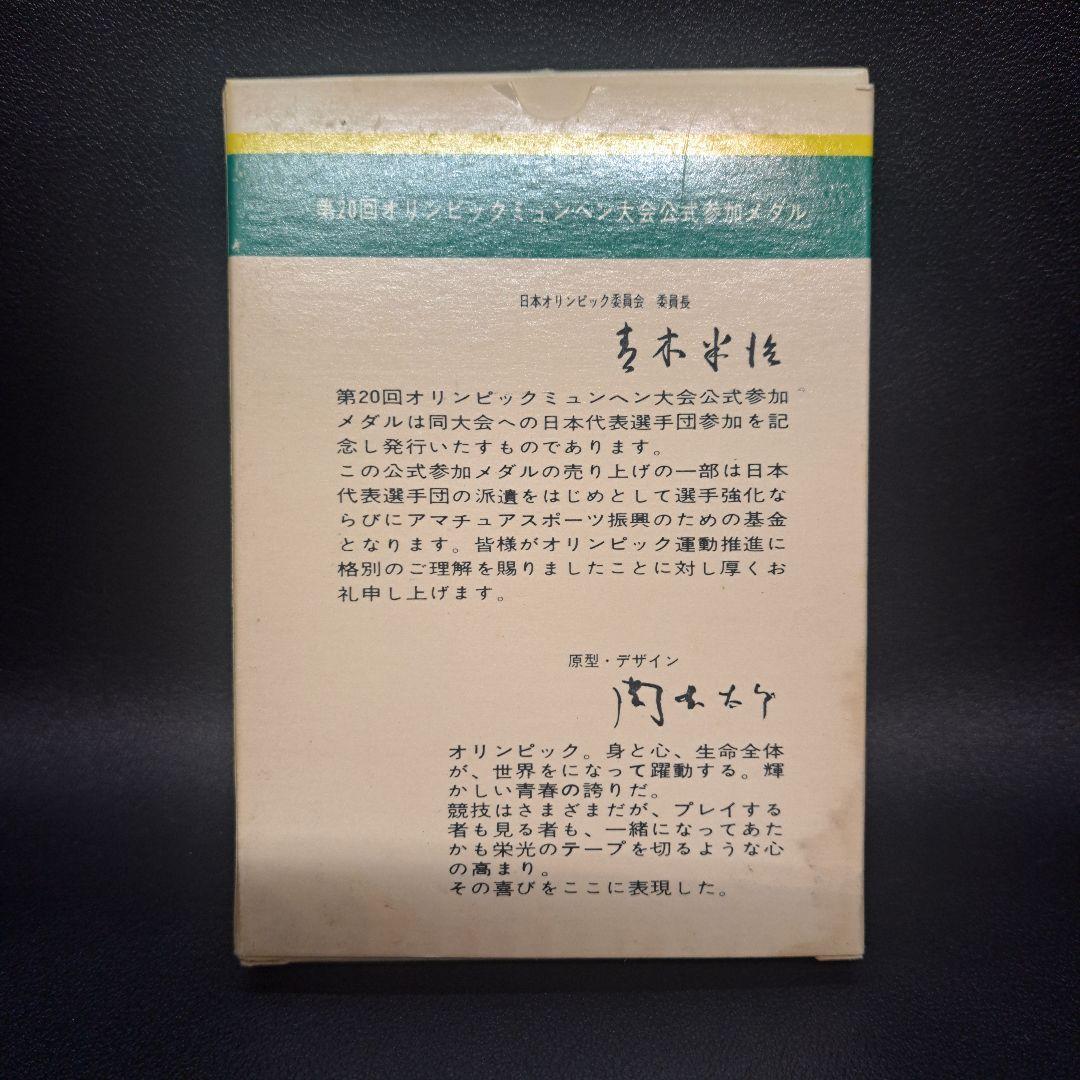 第20回オリンピックミュンヘン大会公式参加メダル
日本オリンピック委員会 委員長
青木半治
第20回オリンピックミュンヘン大会公式参加
メダルは同大会への日本代表選手団参加を記
念し発行いたすものであります。
この公式参加メダルの売り上げの一部は日本
代表選手団の派遣をはじめとして選手強化な
らびにアマチュアスポーツ振興のための基金
となります。皆様がオリンピック運動推進に
格別のご理解を賜りましたことに対し厚くお
礼申し上げます。
原型・デザイン
岡本太郎
オリンピック。身と心、生命全体
が、世界をになって躍動する。輝
かしい青春の誇りだ。
競技はさまざまだが、プレイする
者も見る者も、一緒になってあた
かも栄光のテープを切るような心
の高まり。
その喜びをここに表現した。